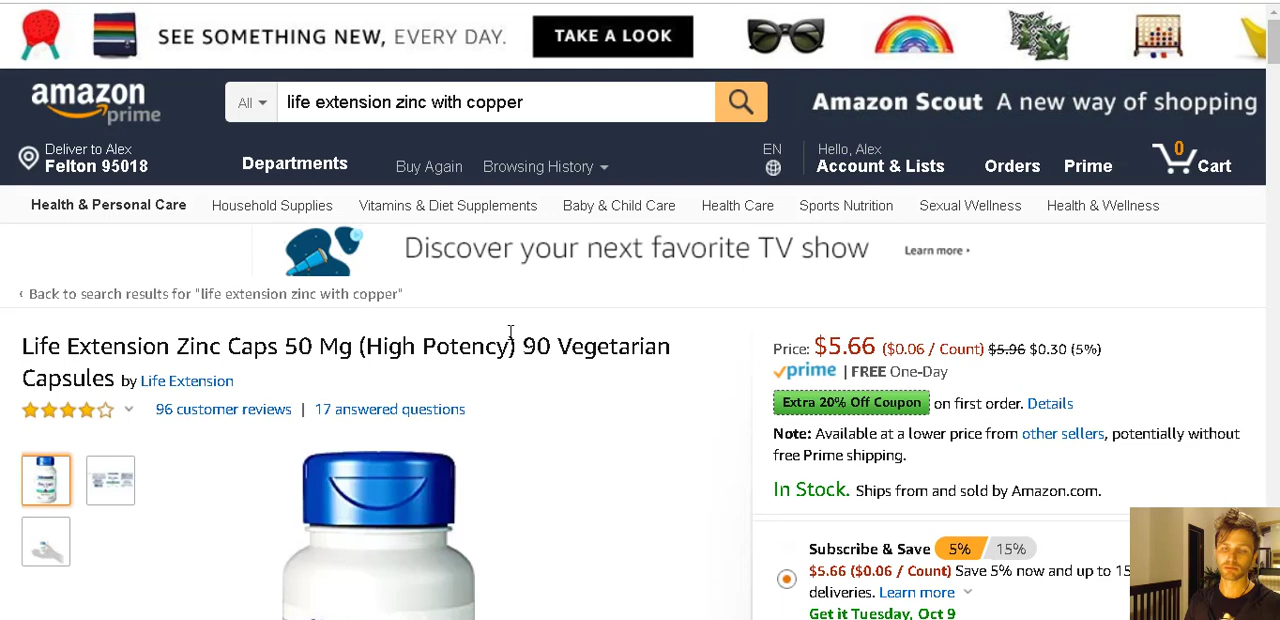 SEE SOMETHING NEW, EVERY DAY. TAKE A LOOK
amazon prime
All life extension zinc with copper
Amazon Scout A new way of shopping
Deliver to Alex
Felton 95018
Departments Buy Again Browsing History
EN
Hello, Alex
Account & Lists Orders Prime 0 Cart
Health & Personal Care Household Supplies Vitamins & Diet Supplements Baby & Child Care Health Care Sports Nutrition Sexual Wellness Health & Wellness
Discover your next favorite TV show Learn more ›
‹ Back to search results for "life extension zinc with copper"
Life Extension Zinc Caps 50 Mg (High Potency) 90 Vegetarian
Capsules by Life Extension
96 customer reviews | 17 answered questions
Price: $5.66 ($0.06 / Count) $5.96 $0.30 (5%)
prime | FREE One-Day
Extra 20% Off Coupon on first order. Details
Note: Available at a lower price from other sellers, potentially without
free Prime shipping.
In Stock. Ships from and sold by Amazon.com.
Subscribe & Save 5% 15%
$5.66 ($0.06 / Count) Save 5% now and up to 15
deliveries. Learn more
Get it Tuesday, Oct 9